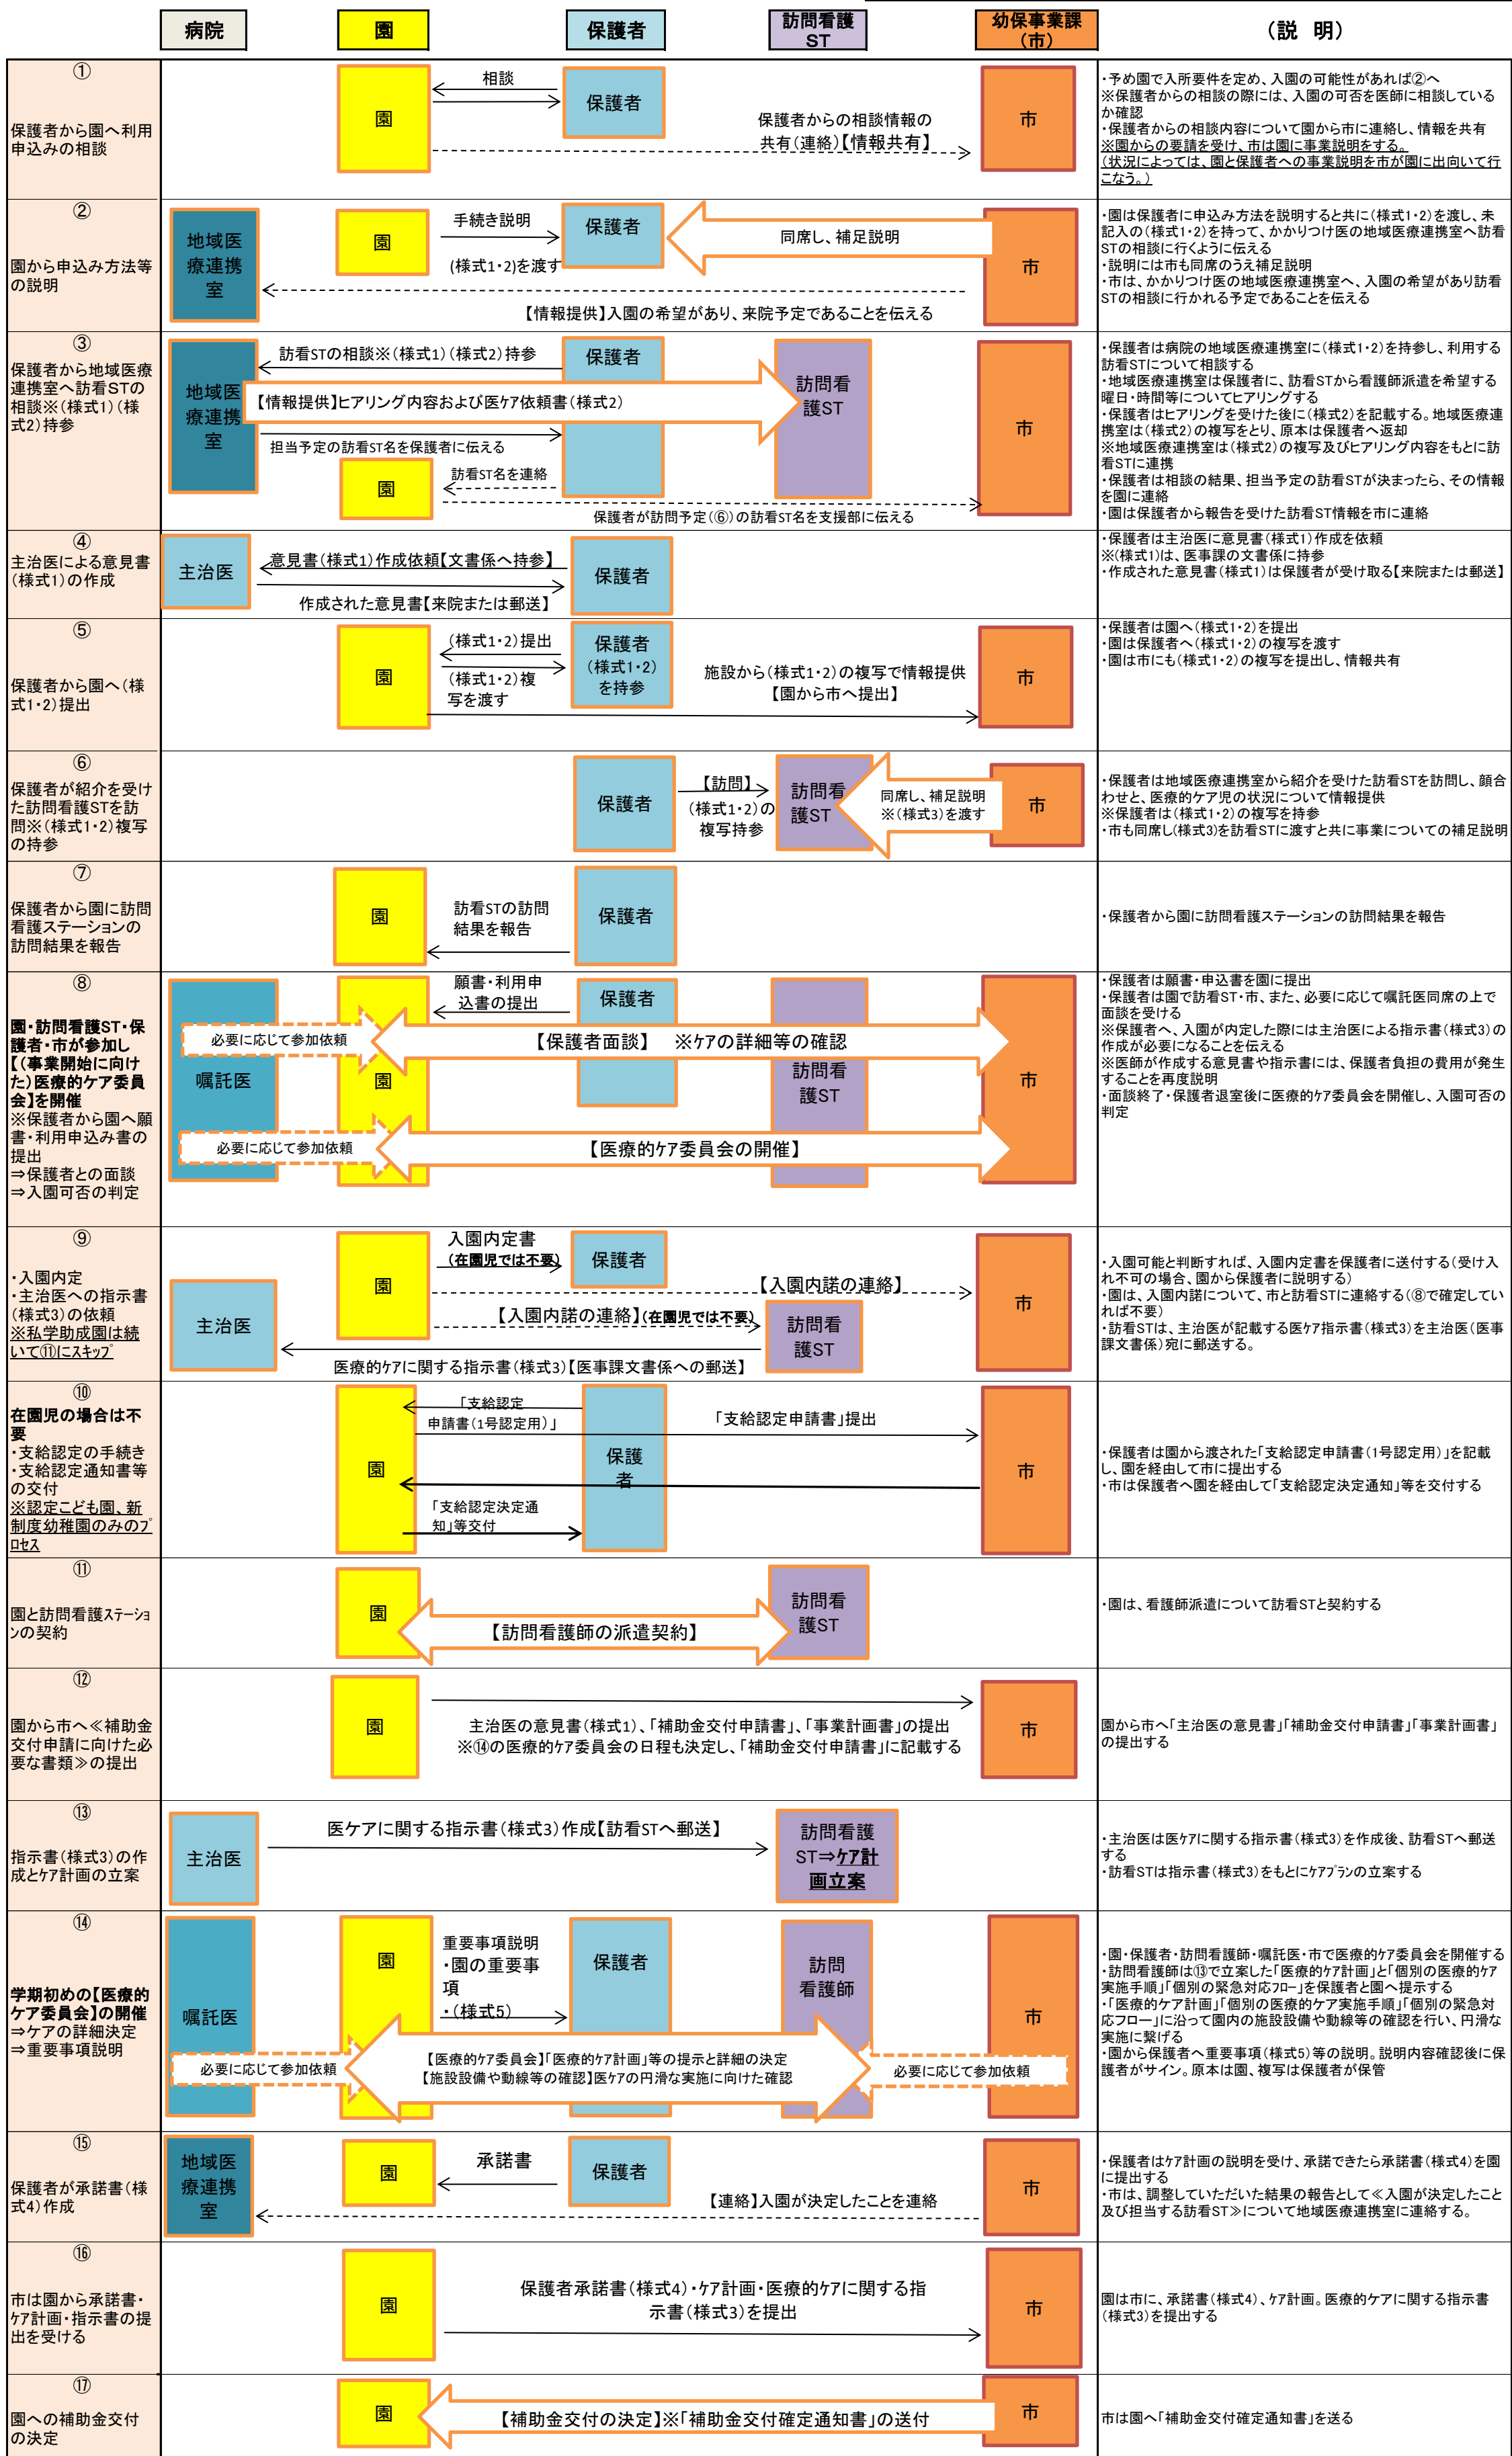 病院
園
保護者
訪問看護
ST
幼保事業課
（市）
（説　明）
①
保護者から園へ利用
申込みの相談
園
相談
保護者
保護者からの相談情報の
共有（連絡）【情報共有】
市
・予め園で入所要件を定め、入園の可能性があれば②へ
※保護者からの相談の際には、入園の可否を医師に相談している
か確認
・保護者からの相談内容について園から市に連絡し、情報を共有
※園からの要請を受け、市は園に事業説明をする。
（状況によっては、園と保護者への事業説明を市が園に出向いて行
こなう。）
②
園から申込み方法等
の説明
地域医
療連携
室
園
手続き説明
(様式1・2)を渡す
保護者
同席し、補足説明
市
【情報提供】入園の希望があり、来院予定であることを伝える
・園は保護者に申込み方法を説明すると共に（様式1・2）を渡し、未
記入の（様式1・2）を持って、かかりつけ医の地域医療連携室へ訪看
STの相談に行くように伝える
・説明には市も同席のうえ補足説明
・市は、かかりつけ医の地域医療連携室へ、入園の希望があり訪看
STの相談に行かれる予定であることを伝える
③
保護者から地域医療
連携室へ訪看STの
相談※（様式1）（様
式2）持参
地域医
療連携
室
訪看STの相談※（様式1）（様式2）持参
保護者
訪問看
護ST
【情報提供】ヒアリング内容および医ケア依頼書（様式2）
担当予定の訪看ST名を保護者に伝える
園
訪看ST名を連絡
市
保護者が訪問予定（⑥）の訪看ST名を支援部に伝える
・保護者は病院の地域医療連携室に（様式1・2）を持参し、利用する
訪看STについて相談する
・地域医療連携室は保護者に、訪看STから看護師派遣を希望する
曜日・時間等についてヒアリングする
・保護者はヒアリングを受けた後に（様式2）を記載する。地域医療連
携室は（様式2）の複写をとり、原本は保護者へ返却
※地域医療連携室は（様式2）の複写及びヒアリング内容をもとに訪
看STに連携
・保護者は相談の結果、担当予定の訪看STが決まったら、その情報
を園に連絡
・園は保護者から報告を受けた訪看ST情報を市に連絡
④
主治医による意見書
（様式1）の作成
主治医
意見書（様式1）作成依頼【文書係へ持参】
作成された意見書【来院または郵送】
保護者
・保護者は主治医に意見書（様式1）作成を依頼
※（様式1）は、医事課の文書係に持参
・作成された意見書（様式1）は保護者が受け取る【来院または郵送】
⑤
保護者から園へ（様
式1・2）提出
園
（様式1・2）提出
（様式1・2）複
写を渡す
保護者
（様式1・2）
を持参
施設から（様式1・2）の複写で情報提供
【園から市へ提出】
市
・保護者は園へ（様式1・2）を提出
・園は保護者へ（様式1・2）の複写を渡す
・園は市にも（様式1・2）の複写を提出し、情報共有
⑥
保護者が紹介を受け
た訪問看護STを訪
問※（様式1・2）複写
の持参
保護者
【訪問】
（様式1・2）の
複写持参
訪問看
護ST
同席し、補足説明
※（様式3）を渡す
市
・保護者は地域医療連携室から紹介を受けた訪看STを訪問し、顔合
わせと、医療的ケア児の状況について情報提供
※保護者は（様式1・2）の複写を持参
・市も同席し（様式3）を訪看STに渡すと共に事業についての補足説明
⑦
保護者から園に訪問
看護ステーションの
訪問結果を報告
園
訪看STの訪問
結果を報告
保護者
・保護者から園に訪問看護ステーションの訪問結果を報告
⑧
園・訪問看護ST・保
護者・市が参加し
【（事業開始に向け
た）医療的ケア委員
会】を開催
※保護者から園へ願
書・利用申込み書の
提出
⇒保護者との面談
⇒入園可否の判定
願書・利用申
込書の提出
保護者
必要に応じて参加依頼
【保護者面談】　※ケアの詳細等の確認
嘱託医
園
訪問看
護ST
市
必要に応じて参加依頼
【医療的ケア委員会の開催】
・保護者は願書・申込書を園に提出
・保護者は園で訪看ST・市、また、必要に応じて嘱託医同席の上で
面談を受ける
※保護者へ、入園が内定した際には主治医による指示書（様式3）の
作成が必要になることを伝える
※医師が作成する意見書や指示書には、保護者負担の費用が発生
することを再度説明
・面談終了・保護者退室後に医療的ケア委員会を開催し、入園可否の
判定
⑨
・入園内定
・主治医への指示書
（様式3）の依頼
※私学助成園は続
いて⑪にスキップ
主治医
園
入園内定書
（在園児では不要）
保護者
【入園内諾の連絡】
【入園内諾の連絡】（在園児では不要）
訪問看
護ST
市
医療的ケアに関する指示書（様式3）【医事課文書係への郵送】
・入園可能と判断すれば、入園内定書を保護者に送付する（受け入
れ不可の場合、園から保護者に説明する）
・園は、入園内諾について、市と訪看STに連絡する（⑧で確定してい
れば不要）
・訪看STは、主治医が記載する医ケア指示書（様式3）を主治医（医事
課文書係）宛に郵送する。
⑩
在園児の場合は不
要
・支給認定の手続き
・支給認定通知書等
の交付
※認定こども園、新
制度幼稚園のみのプ
ロセス
園
「支給認定
申請書（1号認定用）」
保護
者
「支給認定申請書」提出
「支給認定決定通
知」等交付
市
・保護者は園から渡された「支給認定申請書（1号認定用）」を記載
し、園を経由して市に提出する
・市は保護者へ園を経由して「支給認定決定通知」等を交付する
⑪
園と訪問看護ステーショ
ンの契約
園
【訪問看護師の派遣契約】
訪問看
護ST
・園は、看護師派遣について訪看STと契約する
⑫
園から市へ≪補助金
交付申請に向けた必
要な書類≫の提出
園
主治医の意見書（様式1）、「補助金交付申請書」、「事業計画書」の提出
※⑭の医療的ケア委員会の日程も決定し、「補助金交付申請書」に記載する
市
園から市へ「主治医の意見書」「補助金交付申請書」「事業計画書」
の提出する
⑬
指示書（様式3）の作
成とケア計画の立案
主治医
医ケアに関する指示書（様式3）作成【訪看STへ郵送】
訪問看護
ST⇒ケア計
画立案
・主治医は医ケアに関する指示書（様式3）を作成後、訪看STへ郵送
する
・訪看STは指示書（様式3）をもとにケアプランの立案する
⑭
学期初めの【医療的
ケア委員会】の開催
⇒ケアの詳細決定
⇒重要事項説明
嘱託医
園
重要事項説明
・園の重要事
項
・（様式5）
保護者
訪問
看護師
市
必要に応じて参加依頼
【医療的ケア委員会】「医療的ケア計画」等の提示と詳細の決定
【施設設備や動線等の確認】医ケアの円滑な実施に向けた確認
必要に応じて参加依頼
・園・保護者・訪問看護師・嘱託医・市で医療的ケア委員会を開催する
・訪問看護師は⑬で立案した「医療的ケア計画」と「個別の医療的ケア
実施手順」「個別の緊急対応フロー」を保護者と園へ提示する
・「医療的ケア計画」「個別の医療的ケア実施手順」「個別の緊急対
応フロー」に沿って園内の施設設備や動線等の確認を行い、円滑な
実施に繋げる
・園から保護者へ重要事項（様式5）等の説明。説明内容確認後に保
護者がサイン。原本は園、複写は保護者が保管
⑮
保護者が承諾書（様
式4）作成
地域医
療連携
室
園
承諾書
保護者
【連絡】入園が決定したことを連絡
市
・保護者はケア計画の説明を受け、承諾できたら承諾書（様式4）を園
に提出する
・市は、調整していただいた結果の報告として≪入園が決定したこと
及び担当する訪看ST≫について地域医療連携室に連絡する。
⑯
市は園から承諾書・
ケア計画・指示書の提
出を受ける
園
保護者承諾書（様式4）・ケア計画・医療的ケアに関する指
示書（様式3）を提出
市
園は市に、承諾書（様式4）、ケア計画。医療的ケアに関する指示書
（様式3）を提出する
⑰
園への補助金交付
の決定
園
【補助金交付の決定】※「補助金交付確定通知書」の送付
市
市は園へ「補助金交付確定通知書」を送る